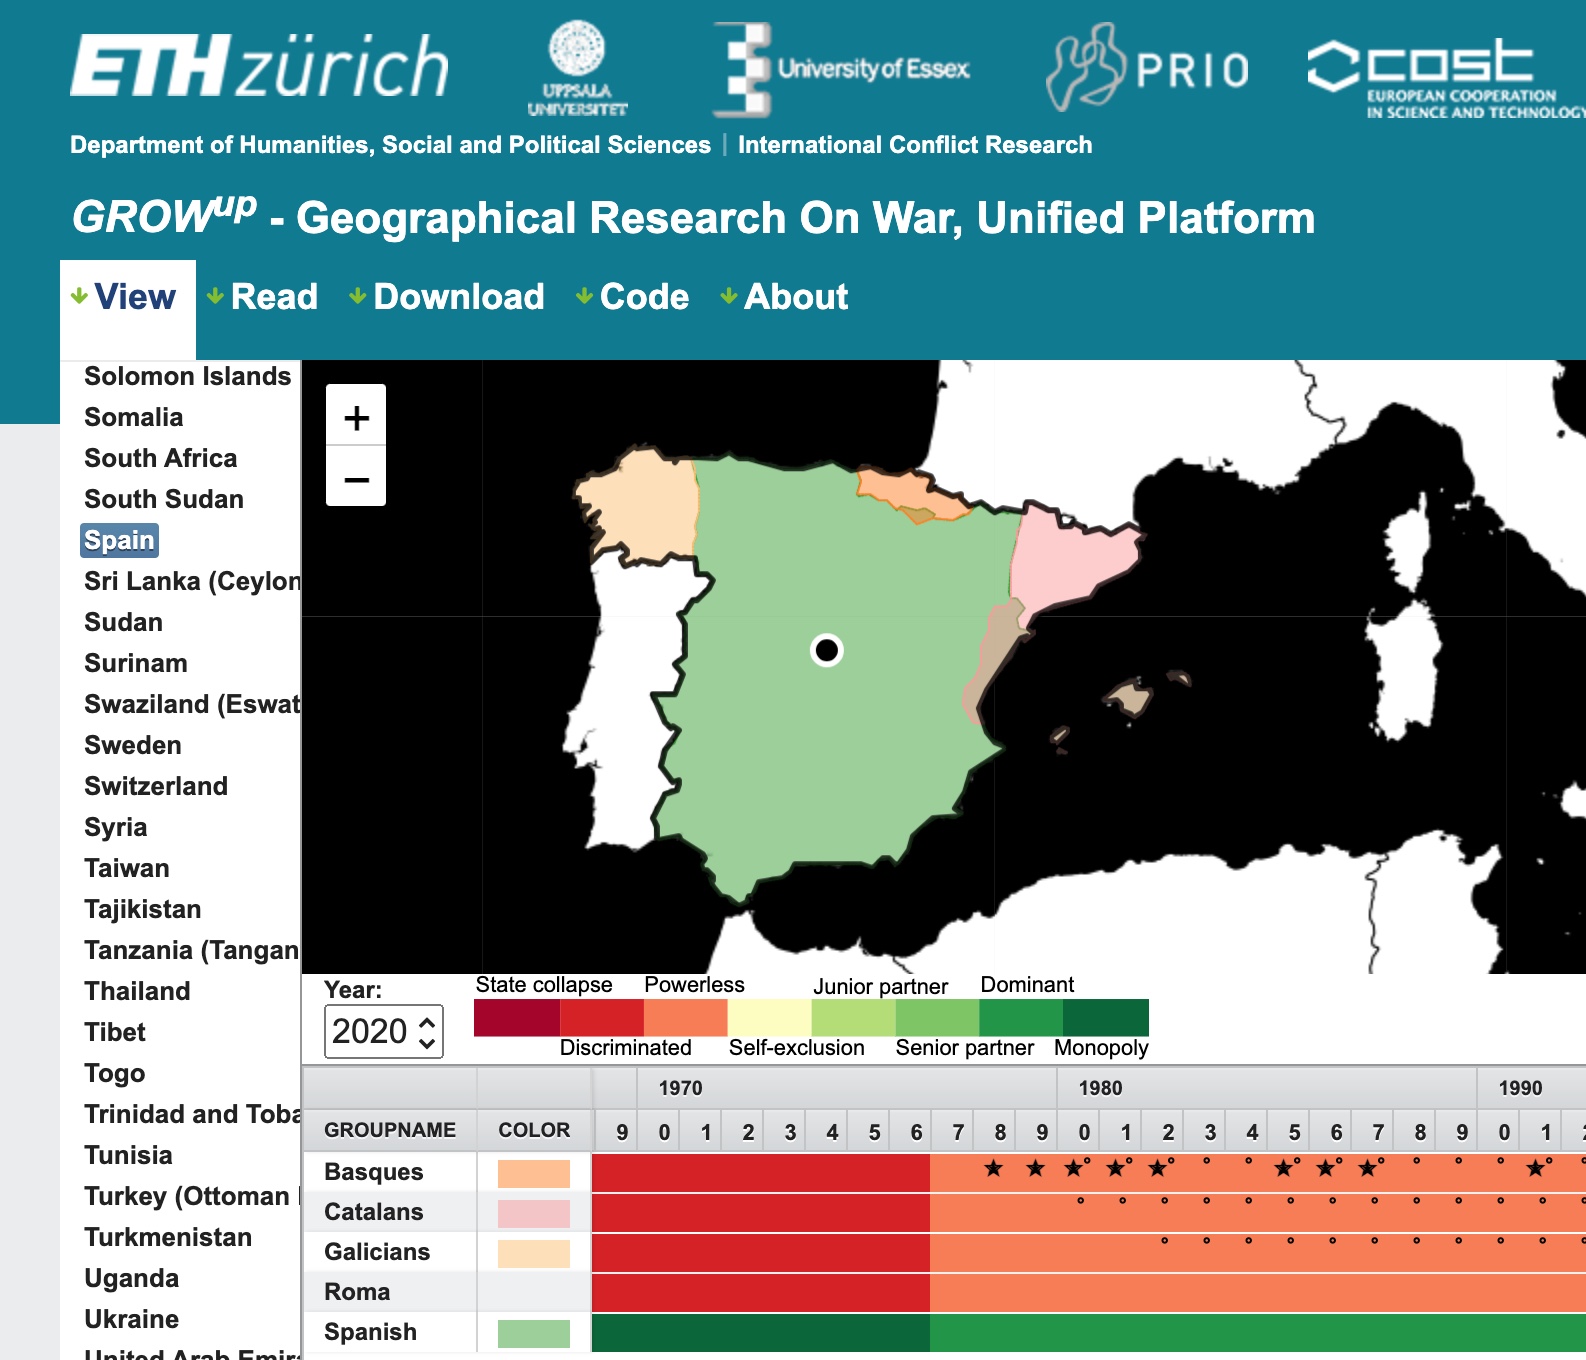 ETH zürich
UPPSALA
UNIVERSITET
University of Essex
PRIO
cost
EUROPEAN COOPERATION
IN SCIENCE AND TECHNOLOGY
Department of Humanities, Social and Political Sciences | International Conflict Research
GROWup - Geographical Research On War, Unified Platform
View Read Download Code About
Solomon Islands
Somalia
South Africa
South Sudan
Spain
Sri Lanka (Ceylon
Sudan
Surinam
Swaziland (Eswat
Sweden
Switzerland
Syria
Taiwan
Tajikistan
Tanzania (Tangan
Thailand
Tibet
Togo
Trinidad and Toba
Tunisia
Turkey (Ottoman
Turkmenistan
Uganda
Ukraine
United Arab Emira
+
−
Year:
2020
State collapse Powerless Junior partner Dominant
Discriminated Self-exclusion Senior partner Monopoly
1970 1980 1990
GROUPNAME COLOR 9 0 1 2 3 4 5 6 7 8 9 0 1 2 3 4 5 6 7 8 9 0 1 2
Basques
Catalans
Galicians
Roma
Spanish